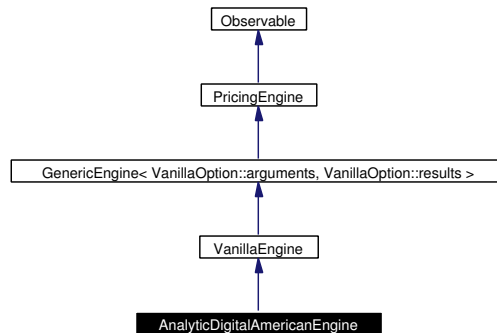 Observable
PricingEngine
GenericEngine< VanillaOption::arguments, VanillaOption::results >
VanillaEngine
AnalyticDigitalAmericanEngine